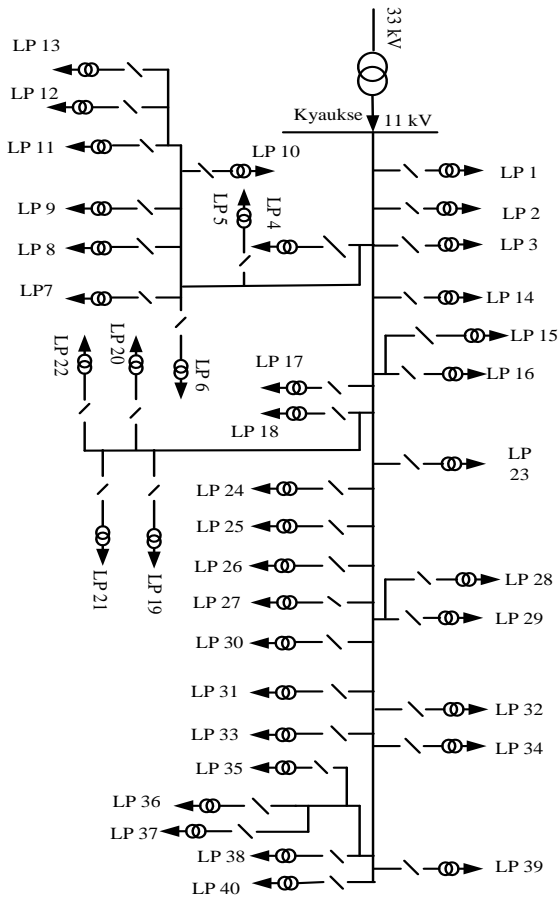 33 kV
Kyaukse
11 kV
LP 13
LP 12
LP 11
LP 10
LP 9
LP 8
LP7
LP 5
LP 4
LP 6
LP 1
LP 2
LP 3
LP 14
LP 15
LP 16
LP 17
LP 18
LP 22
LP 20
LP 21
LP 19
LP
23
LP 24
LP 25
LP 26
LP 27
LP 28
LP 29
LP 30
LP 31
LP 32
LP 33
LP 34
LP 35
LP 36
LP 37
LP 38
LP 39
LP 40